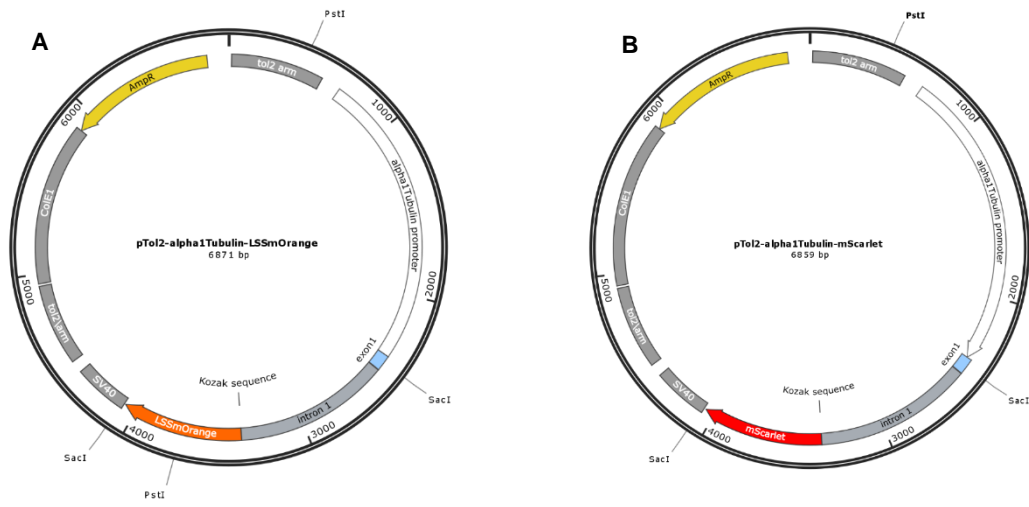 A
PstI
tol2 arm
1000
alpha1Tubulin promoter
2000
SacI
exon1
intron 1
3000
Kozak sequence
LSSmOrange
PstI
4000
SacI
SV40
tol2\arm
5000
ColE1
6000
AmpR
pTol2-alpha1Tubulin-LSSmOrange
6871 bp
B
PstI
tol2 arm
1000
alpha1Tubulin promoter
2000
SacI
exon1
intron 1
3000
Kozak sequence
mScarlet
4000
SacI
SV40
tol2\arm
5000
ColE1
6000
AmpR
pTol2-alpha1Tubulin-mScarlet
6859 bp